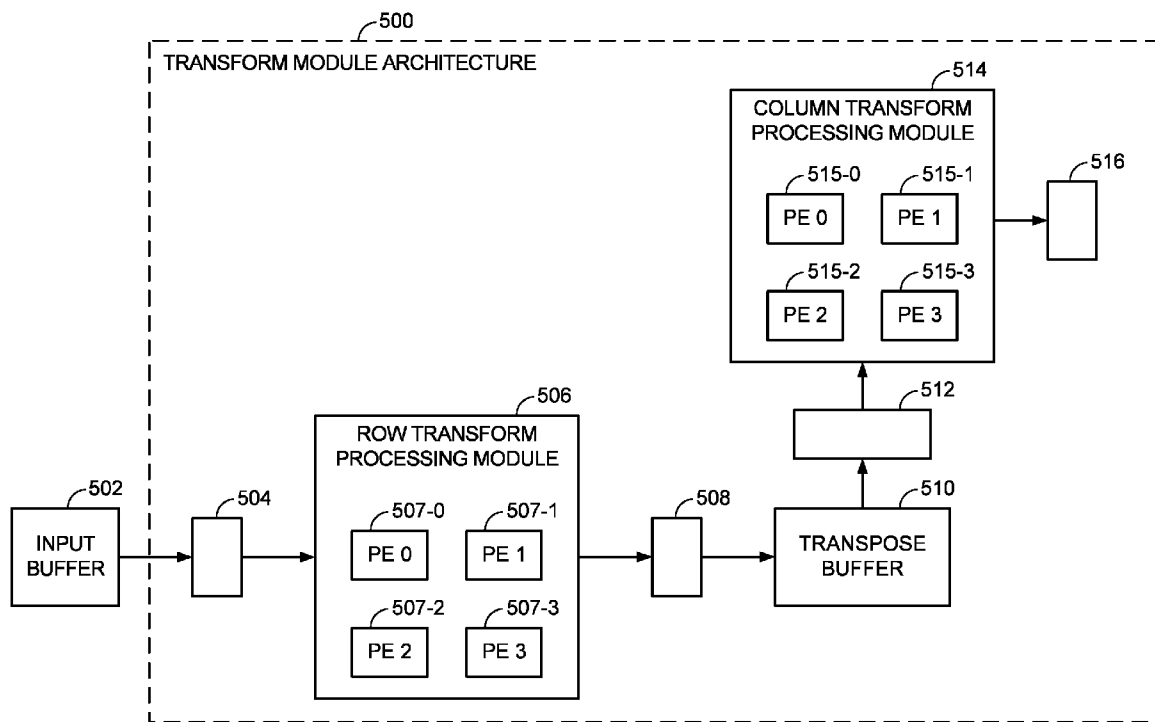 500
TRANSFORM MODULE ARCHITECTURE
514
COLUMN TRANSFORM
PROCESSING MODULE
515-0
515-1
PE 0
PE 1
515-2
515-3
PE 2
PE 3
516
512
506
ROW TRANSFORM
PROCESSING MODULE
502
INPUT
BUFFER
504
507-0
507-1
PE 0
PE 1
507-2
507-3
PE 2
PE 3
508
510
TRANSPOSE
BUFFER